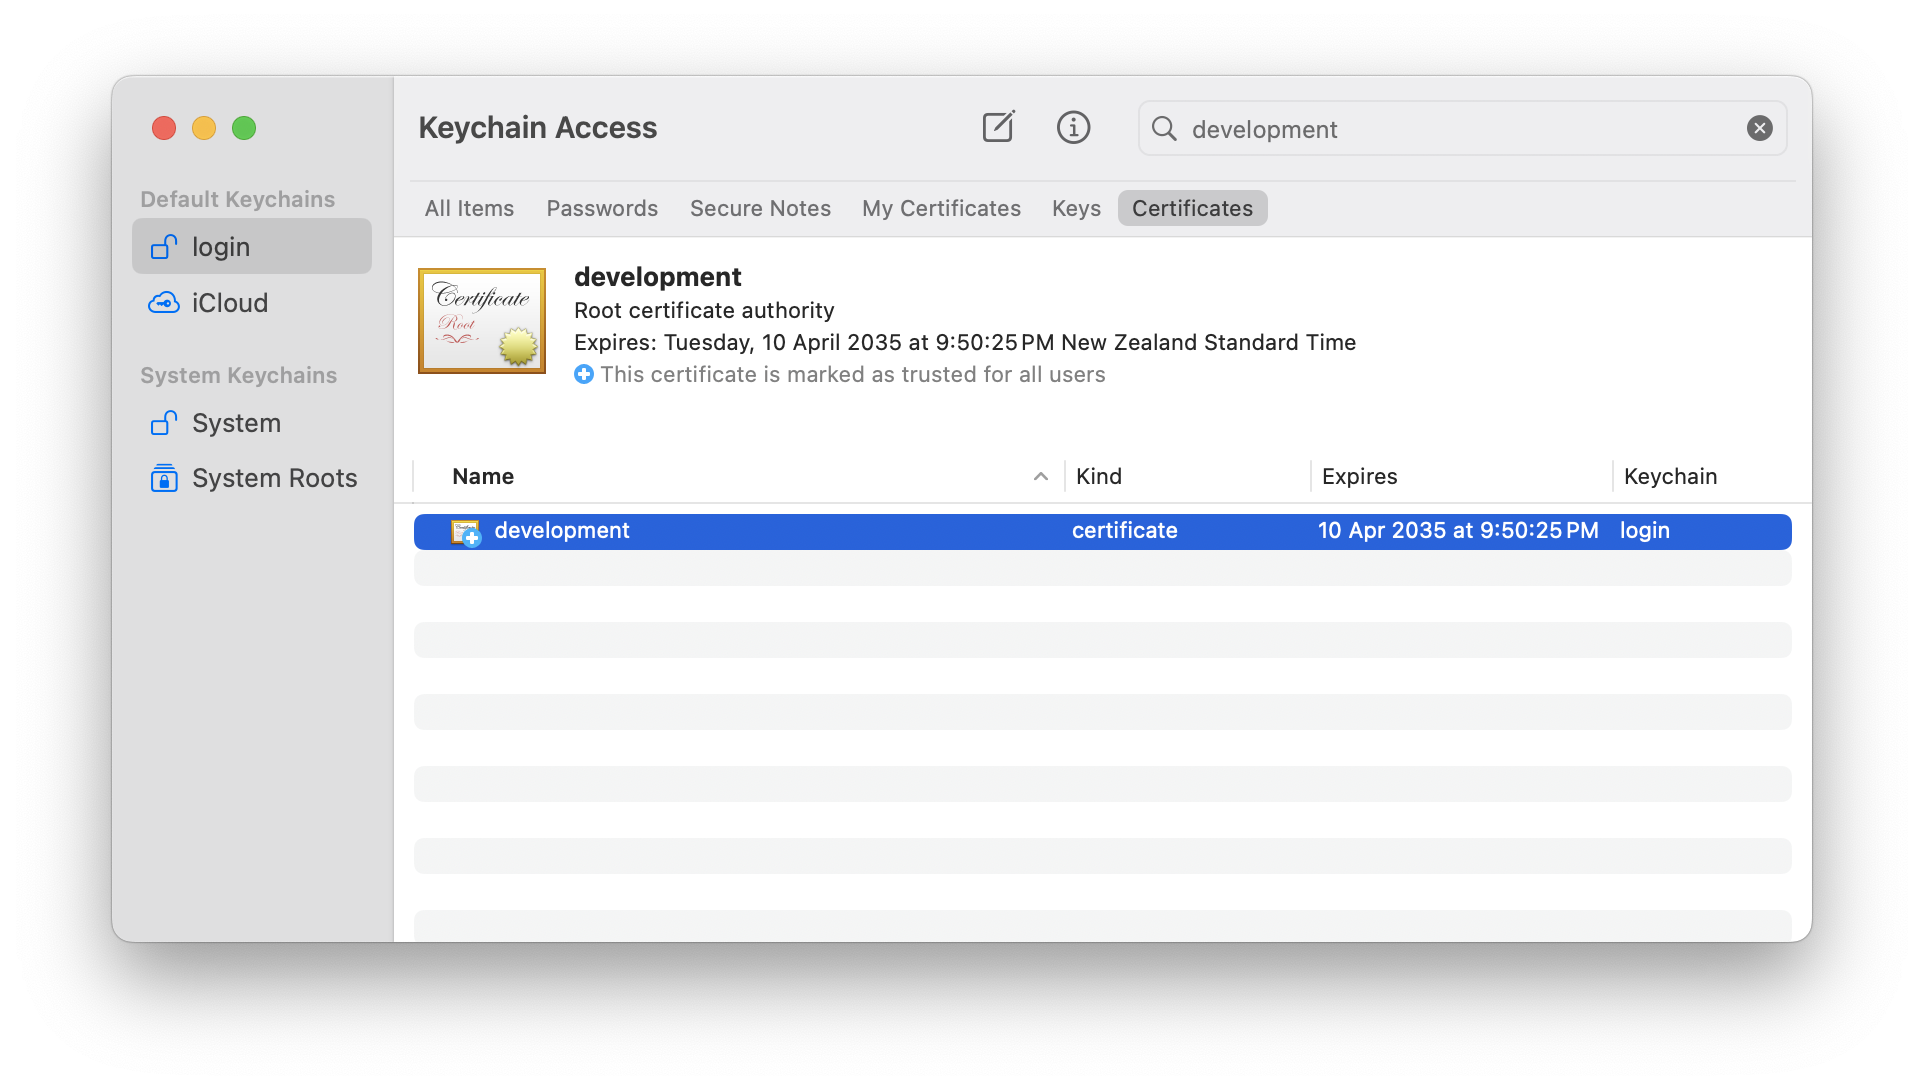 Keychain Access
development
Default Keychains
login
iCloud
System Keychains
System
System Roots
All Items Passwords Secure Notes My Certificates Keys Certificates
Certificate
Root
development
Root certificate authority
Expires: Tuesday, 10 April 2035 at 9:50:25 PM New Zealand Standard Time
This certificate is marked as trusted for all users
Name Kind Expires Keychain
development certificate 10 Apr 2035 at 9:50:25 PM login